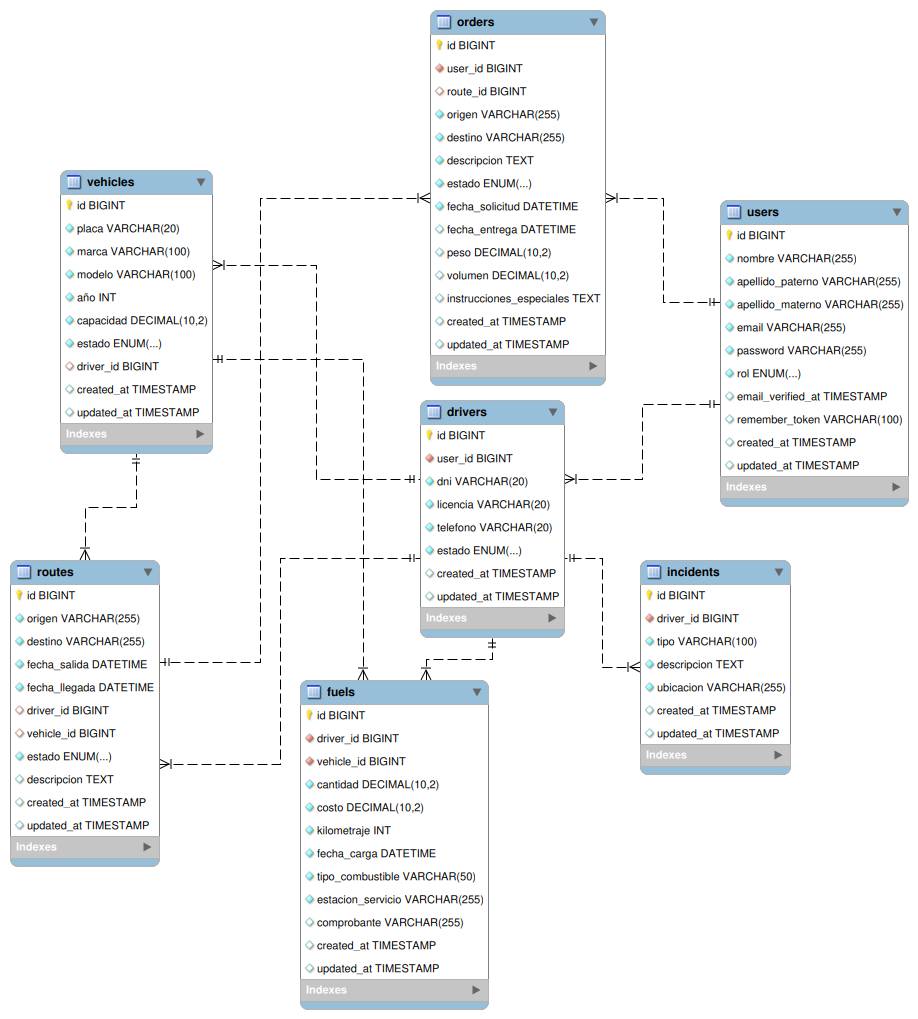 orders
id BIGINT
user_id BIGINT
route_id BIGINT
origen VARCHAR(255)
destino VARCHAR(255)
descripcion TEXT
estado ENUM(...)
fecha_solicitud DATETIME
fecha_entrega DATETIME
peso DECIMAL(10,2)
volumen DECIMAL(10,2)
instrucciones_especiales TEXT
created_at TIMESTAMP
updated_at TIMESTAMP
Indexes
vehicles
id BIGINT
placa VARCHAR(20)
marca VARCHAR(100)
modelo VARCHAR(100)
año INT
capacidad DECIMAL(10,2)
estado ENUM(...)
driver_id BIGINT
created_at TIMESTAMP
updated_at TIMESTAMP
Indexes
users
id BIGINT
nombre VARCHAR(255)
apellido_paterno VARCHAR(255)
apellido_materno VARCHAR(255)
email VARCHAR(255)
password VARCHAR(255)
rol ENUM(...)
email_verified_at TIMESTAMP
remember_token VARCHAR(100)
created_at TIMESTAMP
updated_at TIMESTAMP
Indexes
drivers
id BIGINT
user_id BIGINT
dni VARCHAR(20)
licencia VARCHAR(20)
telefono VARCHAR(20)
estado ENUM(...)
created_at TIMESTAMP
updated_at TIMESTAMP
Indexes
routes
id BIGINT
origen VARCHAR(255)
destino VARCHAR(255)
fecha_salida DATETIME
fecha_llegada DATETIME
driver_id BIGINT
vehicle_id BIGINT
estado ENUM(...)
descripcion TEXT
created_at TIMESTAMP
updated_at TIMESTAMP
Indexes
incidents
id BIGINT
driver_id BIGINT
tipo VARCHAR(100)
descripcion TEXT
ubicacion VARCHAR(255)
created_at TIMESTAMP
updated_at TIMESTAMP
Indexes
fuels
id BIGINT
driver_id BIGINT
vehicle_id BIGINT
cantidad DECIMAL(10,2)
costo DECIMAL(10,2)
kilometraje INT
fecha_carga DATETIME
tipo_combustible VARCHAR(50)
estacion_servicio VARCHAR(255)
comprobante VARCHAR(255)
created_at TIMESTAMP
updated_at TIMESTAMP
Indexes